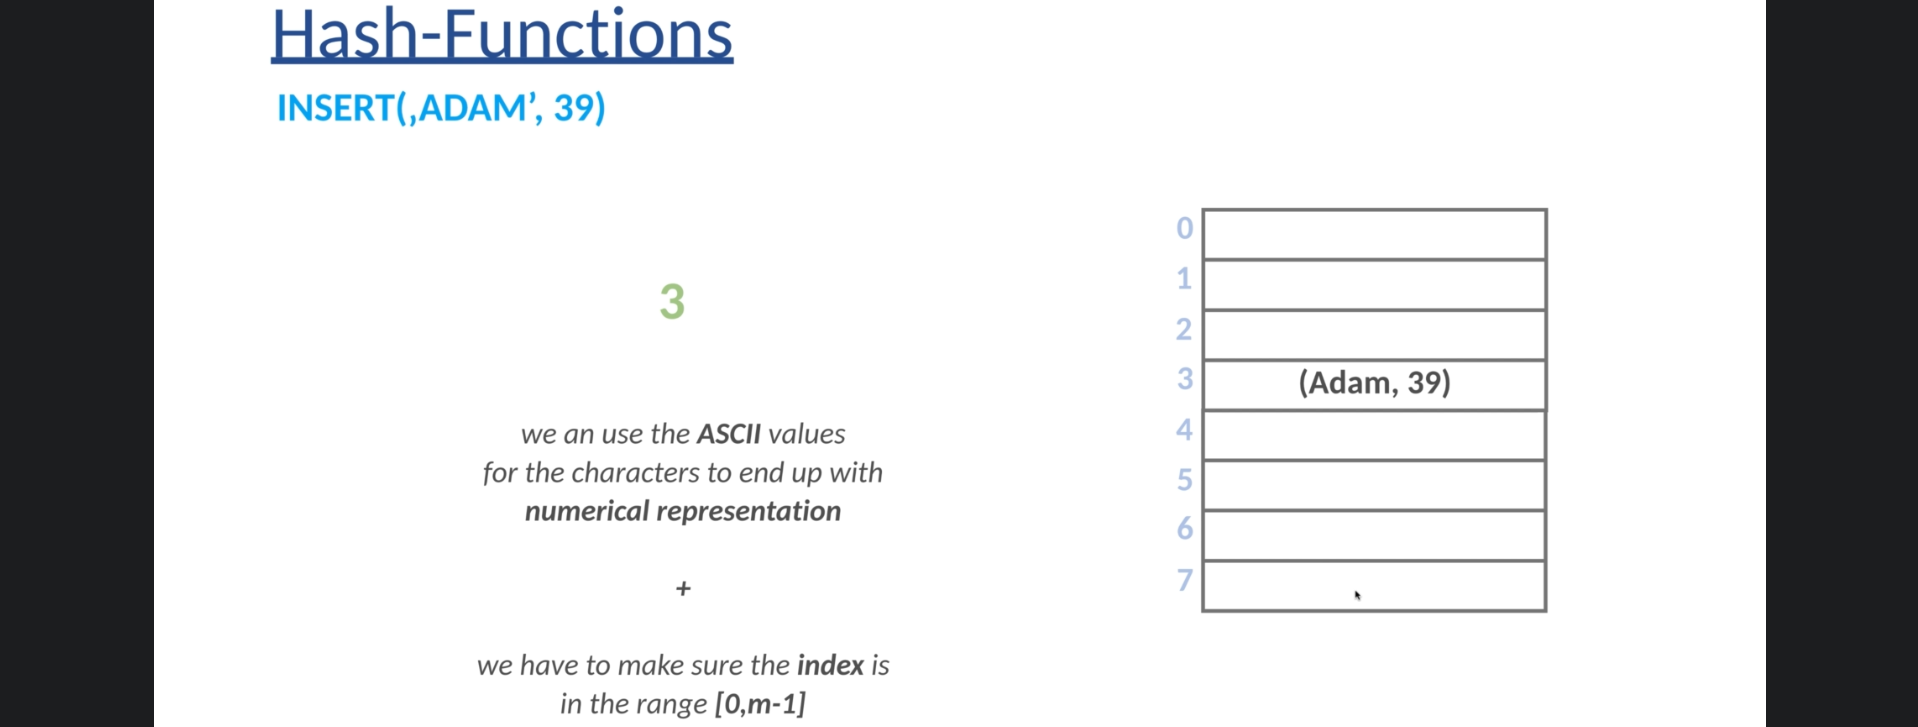 Hash-Functions
INSERT(‚ADAM’, 39)
3
we an use the ASCII values
for the characters to end up with
numerical representation
+
we have to make sure the index is
in the range [0,m-1]
0
1
2
3 (Adam, 39)
4
5
6
7